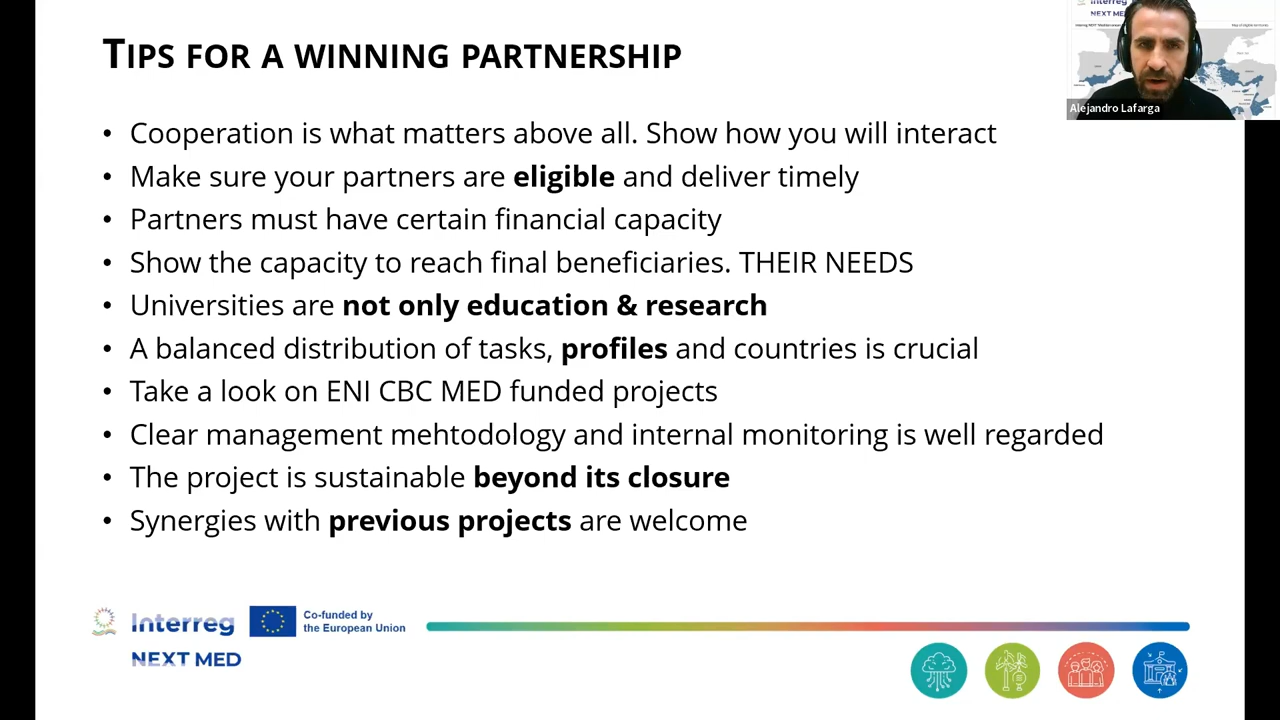 TIPS FOR A WINNING PARTNERSHIP
Interreg
NEXT MED
Alejandro Lafarga
• Cooperation is what matters above all. Show how you will interact
• Make sure your partners are eligible and deliver timely
• Partners must have certain financial capacity
• Show the capacity to reach final beneficiaries. THEIR NEEDS
• Universities are not only education & research
• A balanced distribution of tasks, profiles and countries is crucial
• Take a look on ENI CBC MED funded projects
• Clear management mehtodology and internal monitoring is well regarded
• The project is sustainable beyond its closure
• Synergies with previous projects are welcome
Interreg
Co-funded by
the European Union
NEXT MED